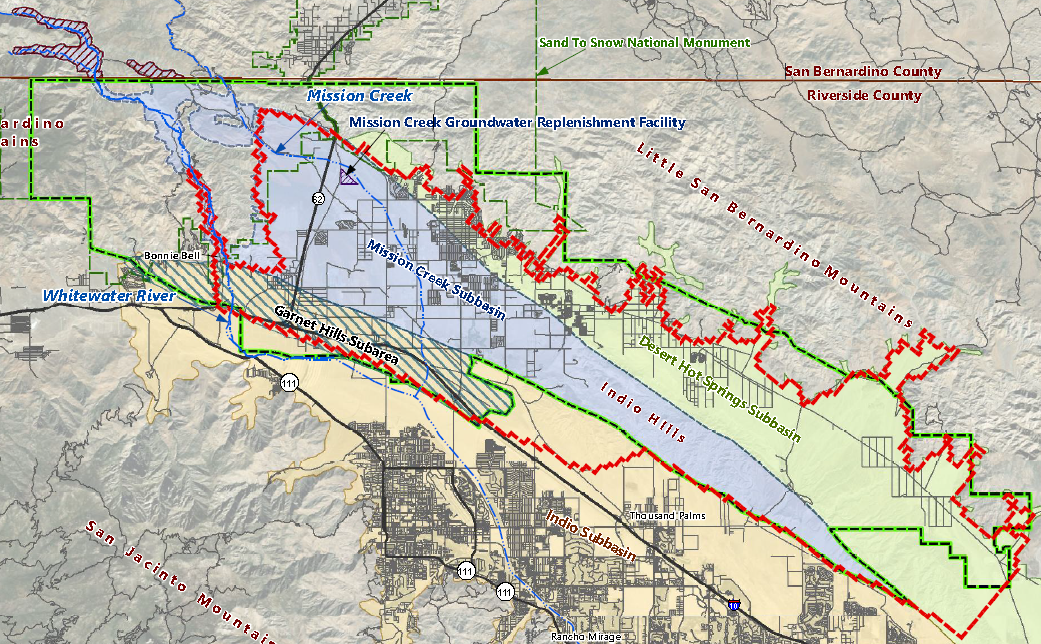 Sand To Snow National Monument
San Bernardino County
Riverside County
Mission Creek
Mission Creek Groundwater Replenishment Facility
ardino
ains
Little San Bernardino Mountains
62
Bonnie Bell
Mission Creek Subbasin
Whitewater River
Garnet Hills Subarea
Desert Hot Springs Subbasin
111
Indio Hills
Thousand Palms
Indio Subbasin
San Jacinto Mountain
111
111
10
Rancho Mirage